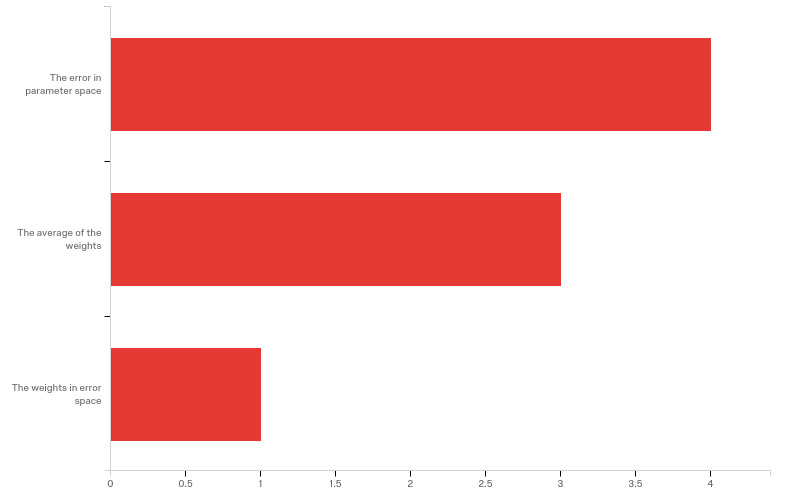 The error in
parameter space
The average of the
weights
The weights in error
space
0
0.5
1
1.5
2
2.5
3
3.5
4